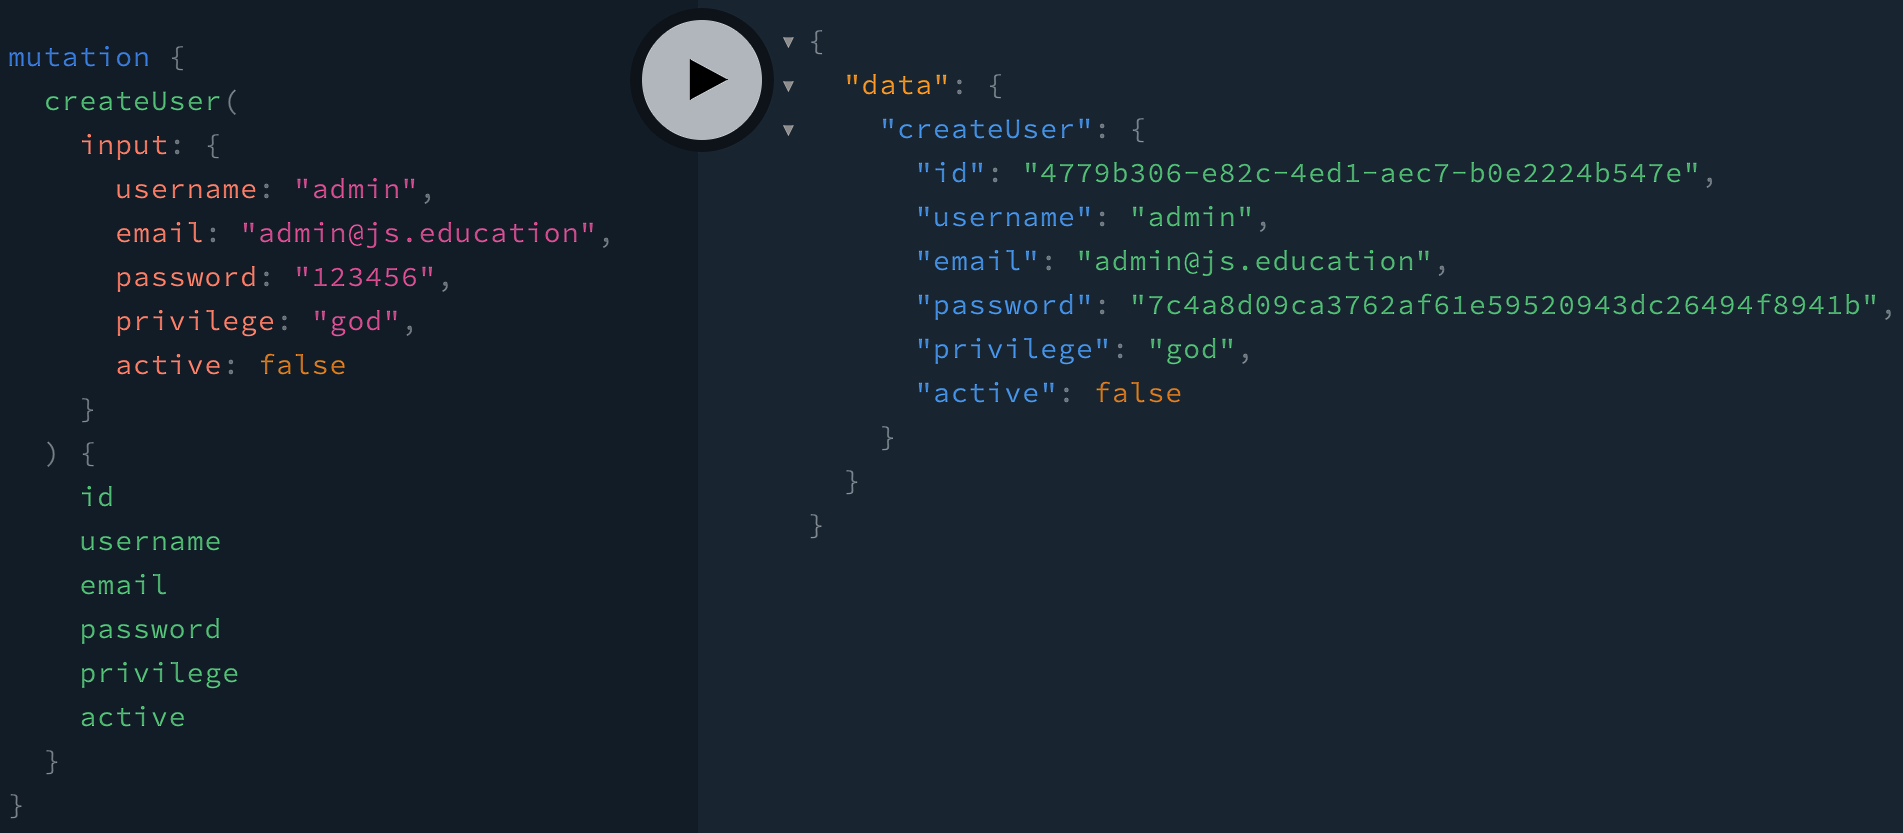 mutation {
  createUser(
    input: {
      username: "admin",
      email: "admin@js.education",
      password: "123456",
      privilege: "god",
      active: false
    }
  ) {
    id
    username
    email
    password
    privilege
    active
  }
}
{
  "data": {
    "createUser": {
      "id": "4779b306-e82c-4ed1-aec7-b0e2224b547e",
      "username": "admin",
      "email": "admin@js.education",
      "password": "7c4a8d09ca3762af61e59520943dc26494f8941b",
      "privilege": "god",
      "active": false
    }
  }
}